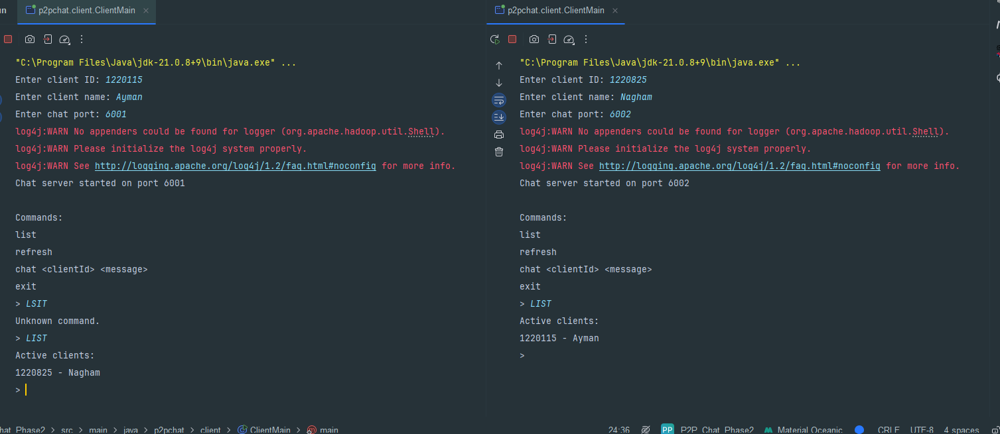 p2pchat.client.ClientMain
"C:\Program Files\Java\jdk-21.0.8+9\bin\java.exe" ...
Enter client ID: 1220115
Enter client name: Ayman
Enter chat port: 6001
log4j:WARN No appenders could be found for logger (org.apache.hadoop.util.Shell).
log4j:WARN Please initialize the log4j system properly.
log4j:WARN See http://logging.apache.org/log4j/1.2/faq.html#noconfig for more info.
Chat server started on port 6001
Commands:
list
refresh
chat <clientId> <message>
exit
> LSIT
Unknown command.
> LIST
Active clients:
1220825 - Nagham
>
p2pchat.client.ClientMain
"C:\Program Files\Java\jdk-21.0.8+9\bin\java.exe" ...
Enter client ID: 1220825
Enter client name: Nagham
Enter chat port: 6002
log4j:WARN No appenders could be found for logger (org.apache.hadoop.util.Shell).
log4j:WARN Please initialize the log4j system properly.
log4j:WARN See http://logging.apache.org/log4j/1.2/faq.html#noconfig for more info.
Chat server started on port 6002
Commands:
list
refresh
chat <clientId> <message>
exit
> LIST
Active clients:
1220115 - Ayman
>
hat_Phase2 > src > main > java > p2pchat > client > ClientMain > main
24:36 PP P2P_Chat_Phase2 Material Oceanic CRLF UTF-8 4 spaces